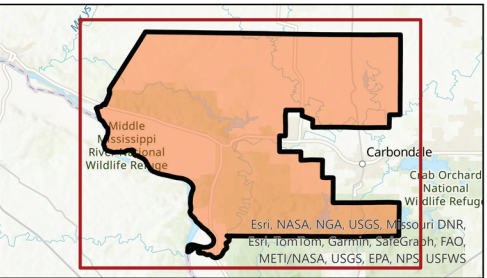 Marys
Middle
Mississippi
River National
Wildlife Refuge
Carbondale
Crab Orchard
National
Wildlife Refuge
Esri, NASA, NGA, USGS, Missouri DNR,
Esri, TomTom, Garmin, SafeGraph, FAO,
METI/NASA, USGS, EPA, NPS, USFWS